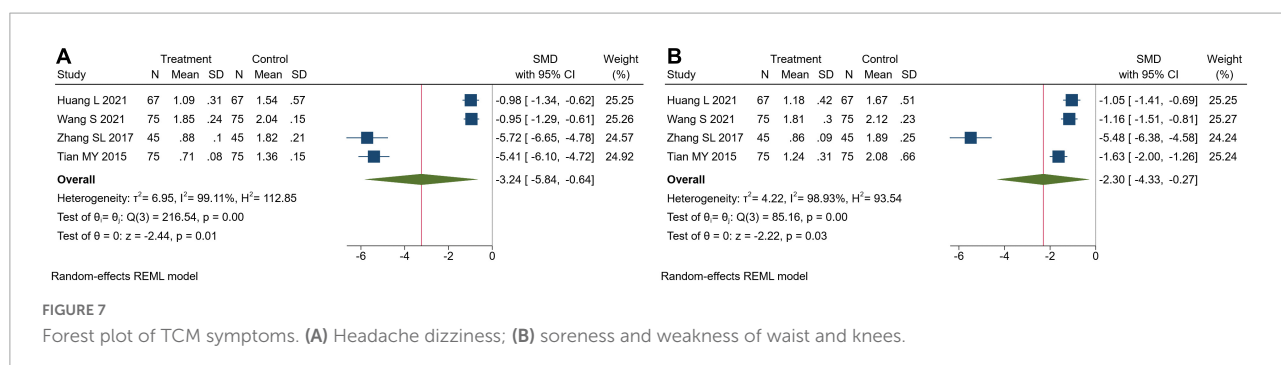 A
Treatment Control SMD Weight
Study N Mean SD N Mean SD with 95% CI (%)
Huang L 2021 67 1.09 .31 67 1.54 .57 -0.98 [ -1.34, -0.62] 25.25
Wang S 2021 75 1.85 .24 75 2.04 .15 -0.95 [ -1.29, -0.61] 25.26
Zhang SL 2017 45 .88 .1 45 1.82 .21 -5.72 [ -6.65, -4.78] 24.57
Tian MY 2015 75 .71 .08 75 1.36 .15 -5.41 [ -6.10, -4.72] 24.92
Overall -3.24 [ -5.84, -0.64]
Heterogeneity: τ²= 6.95, I²= 99.11%, H²= 112.85
Test of θᵢ= θⱼ: Q(3) = 216.54, p = 0.00
Test of θ = 0: z = -2.44, p = 0.01
-6 -4 -2 0
Random-effects REML model
B
Treatment Control SMD Weight
Study N Mean SD N Mean SD with 95% CI (%)
Huang L 2021 67 1.18 .42 67 1.67 .51 -1.05 [ -1.41, -0.69] 25.25
Wang S 2021 75 1.81 .3 75 2.12 .23 -1.16 [ -1.51, -0.81] 25.27
Zhang SL 2017 45 .86 .09 45 1.89 .25 -5.48 [ -6.38, -4.58] 24.24
Tian MY 2015 75 1.24 .31 75 2.08 .66 -1.63 [ -2.00, -1.26] 25.24
Overall -2.30 [ -4.33, -0.27]
Heterogeneity: τ²= 4.22, I²= 98.93%, H²= 93.54
Test of θᵢ= θⱼ: Q(3) = 85.16, p = 0.00
Test of θ = 0: z = -2.22, p = 0.03
-6 -4 -2 0
Random-effects REML model
FIGURE 7
Forest plot of TCM symptoms. (A) Headache dizziness; (B) soreness and weakness of waist and knees.